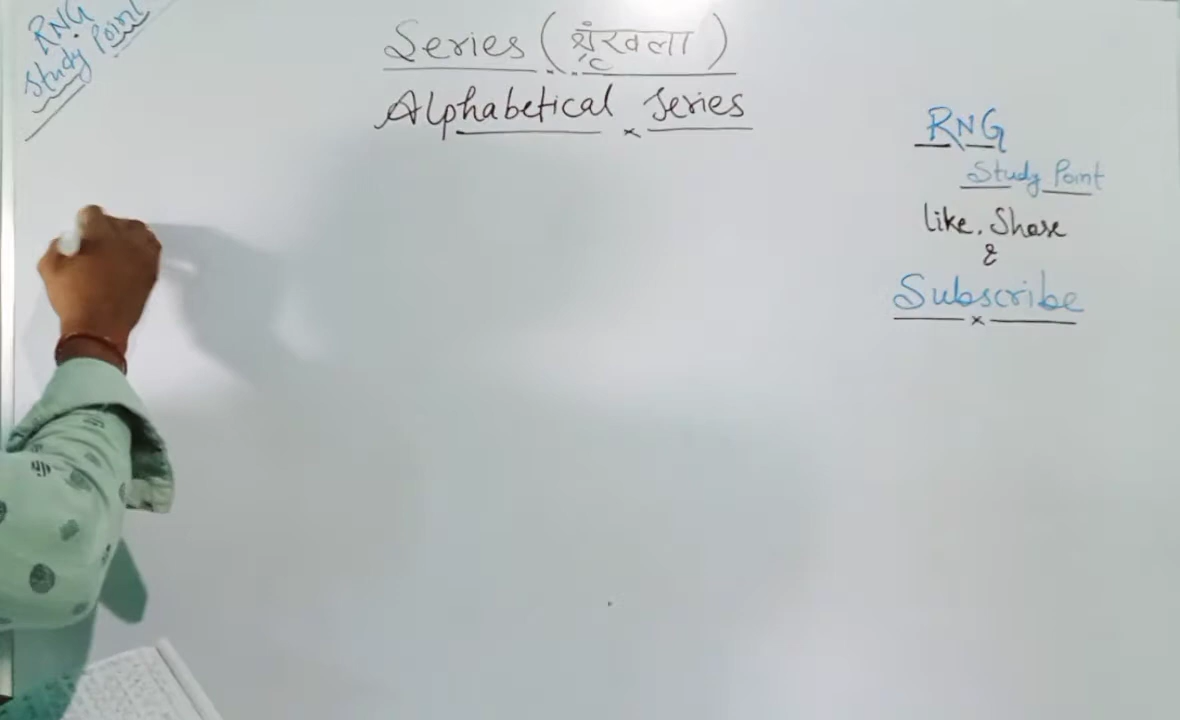 RNG
Study Point
Series (श्रृंखला)
Alphabetical Series
RNG
Study Point
like, Share
&
Subscribe